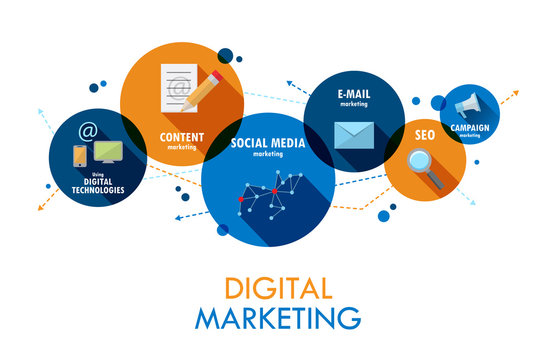 @
Using
DIGITAL
TECHNOLOGIES
@
CONTENT
marketing
SOCIAL MEDIA
marketing
E-MAIL
marketing
SEO
CAMPAIGN
marketing
DIGITAL
MARKETING